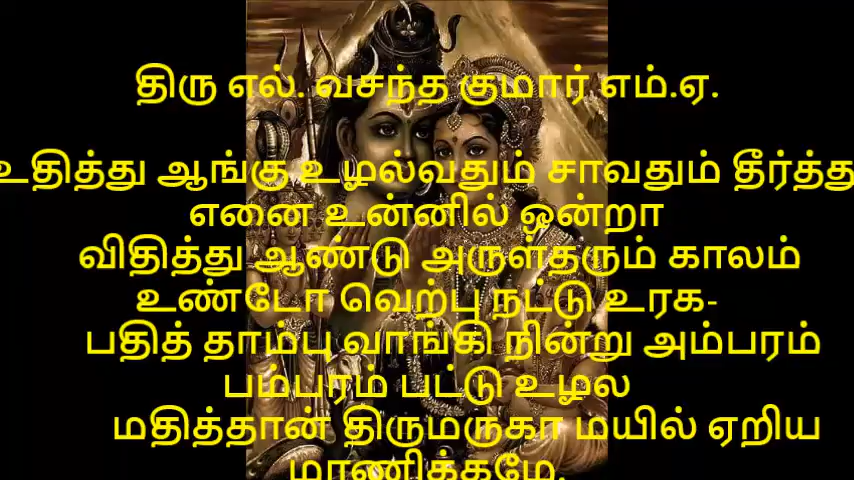 திரு எல். வசந்த குமார் எம்.ஏ.
உதித்து ஆங்கு உழல்வதும் சாவதும் தீர்த்து
எனை உன்னில் ஒன்றா
விதித்து ஆண்டு அருள்தரும் காலம்
உண்டோ வெற்பு நட்டு உரக-
பதித் தாம்பு வாங்கி நின்று அம்பரம்
பம்பரம் பட்டு உழல
மதித்தான் திருமருகா மயில் ஏறிய
மாணிக்கமே.